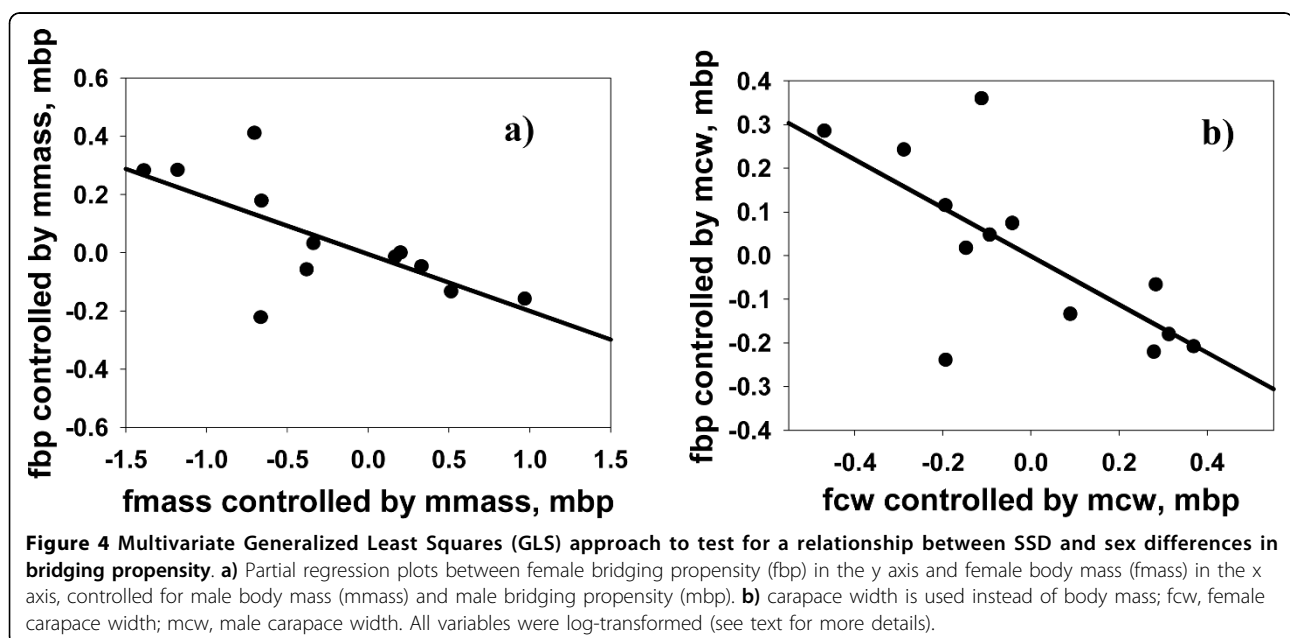 0.6
0.4
0.2
0.0
-0.2
-0.4
-0.6
fbp controlled by mmass, mbp
a)
-1.5 -1.0 -0.5 0.0 0.5 1.0 1.5
fmass controlled by mmass, mbp
0.4
0.3
0.2
0.1
0.0
-0.1
-0.2
-0.3
-0.4
fbp controlled by mcw, mbp
b)
-0.4 -0.2 0.0 0.2 0.4
fcw controlled by mcw, mbp
Figure 4 Multivariate Generalized Least Squares (GLS) approach to test for a relationship between SSD and sex differences in
bridging propensity. a) Partial regression plots between female bridging propensity (fbp) in the y axis and female body mass (fmass) in the x
axis, controlled for male body mass (mmass) and male bridging propensity (mbp). b) carapace width is used instead of body mass; fcw, female
carapace width; mcw, male carapace width. All variables were log-transformed (see text for more details).